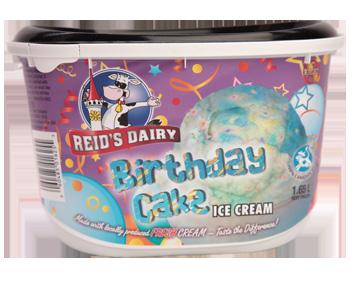 REID'S DAIRY
Birthday
Cake
ICE CREAM
1.65 L
Made with locally produced FRESH CREAM – Taste the Difference!